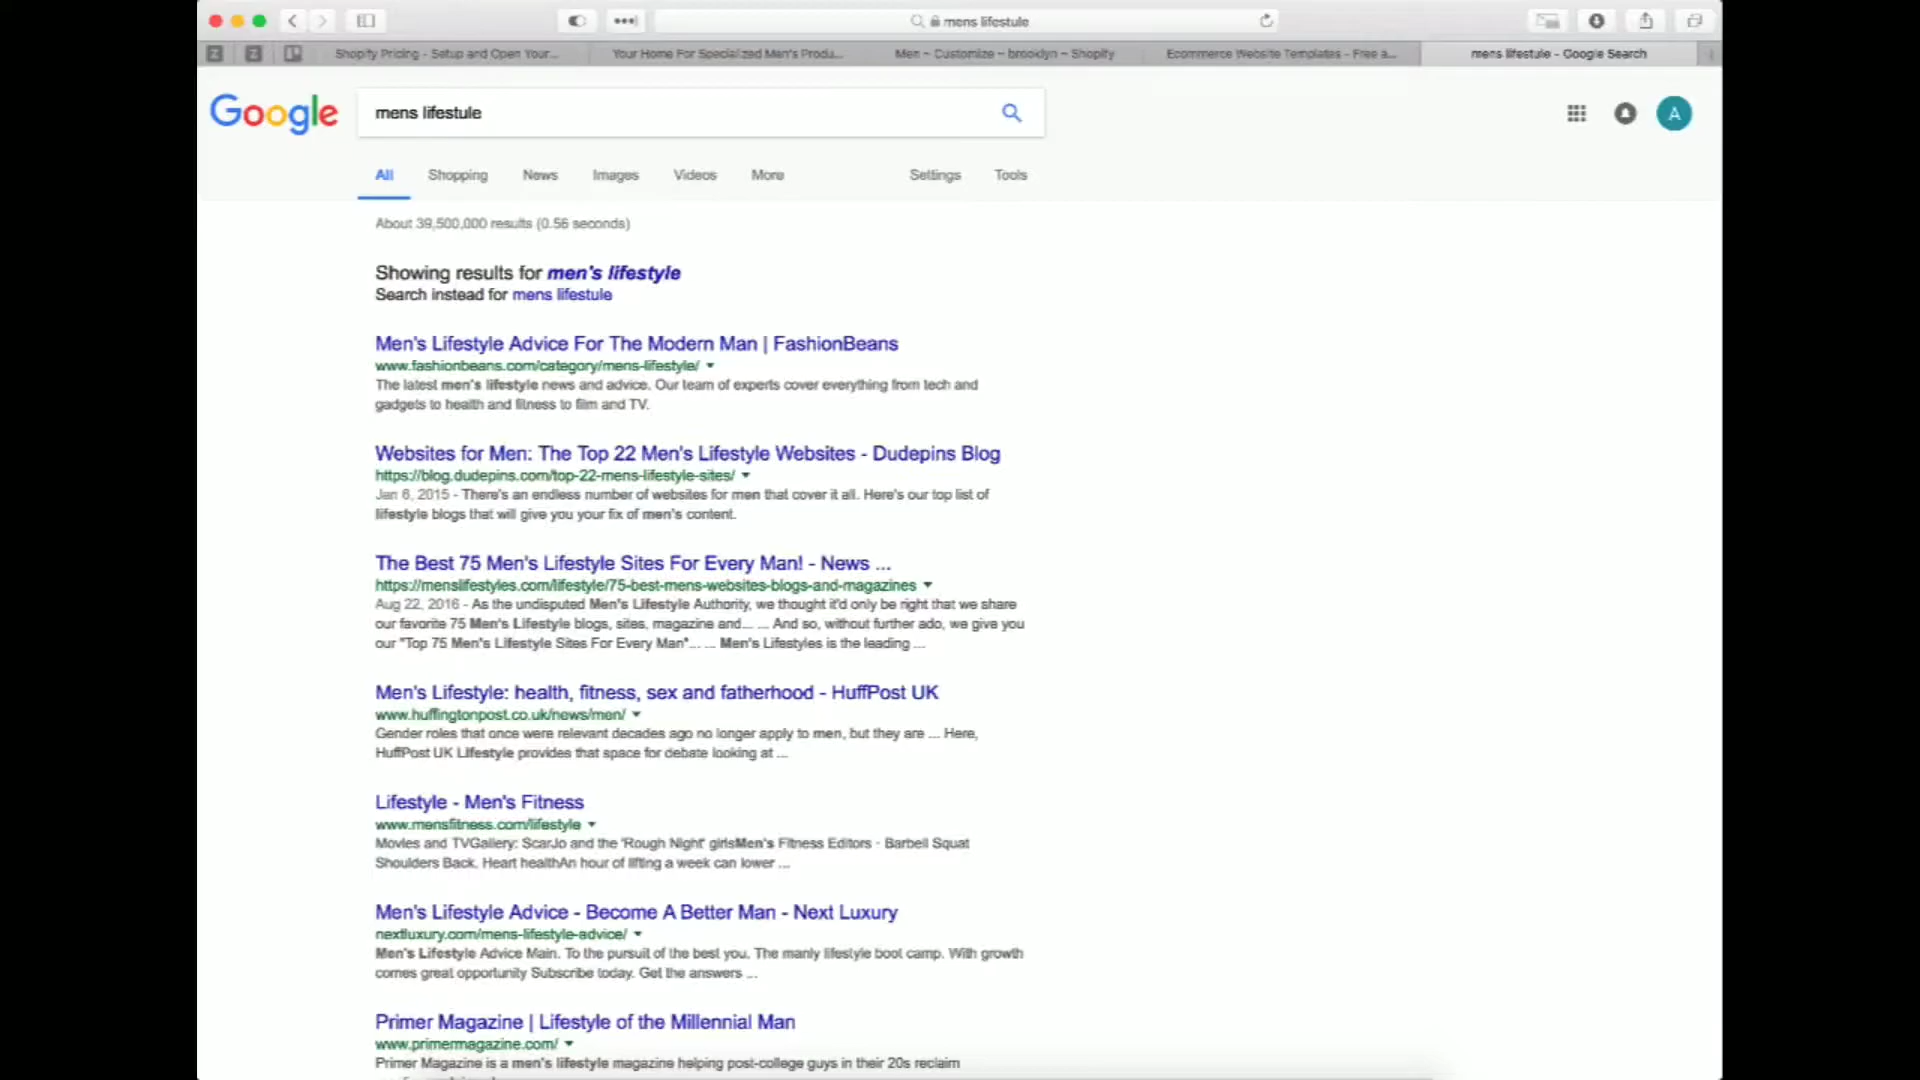 mens lifestule
Shopify Pricing - Setup and Open Your...
Your Home For Specialized Men's Produ...
Men ~ Customize ~ brooklyn ~ Shopify
Ecommerce Website Templates - Free a...
mens lifestule - Google Search
Google
mens lifestule
A
All Shopping News Images Videos More Settings Tools
About 39,500,000 results (0.56 seconds)
Showing results for men's lifestyle
Search instead for mens lifestule
Men's Lifestyle Advice For The Modern Man | FashionBeans
www.fashionbeans.com/category/mens-lifestyle/
The latest men's lifestyle news and advice. Our team of experts cover everything from tech and
gadgets to health and fitness to film and TV.
Websites for Men: The Top 22 Men's Lifestyle Websites - Dudepins Blog
https://blog.dudepins.com/top-22-mens-lifestyle-sites/
Jan 6, 2015 - There's an endless number of websites for men that cover it all. Here's our top list of
lifestyle blogs that will give you your fix of men's content.
The Best 75 Men's Lifestyle Sites For Every Man! - News ...
https://menslifestyles.com/lifestyle/75-best-mens-websites-blogs-and-magazines
Aug 22, 2016 - As the undisputed Men's Lifestyle Authority, we thought it'd only be right that we share
our favorite 75 Men's Lifestyle blogs, sites, magazine and... ... And so, without further ado, we give you
our "Top 75 Men's Lifestyle Sites For Every Man"... ... Men's Lifestyles is the leading ...
Men's Lifestyle: health, fitness, sex and fatherhood - HuffPost UK
www.huffingtonpost.co.uk/news/men/
Gender roles that once were relevant decades ago no longer apply to men, but they are ... Here,
HuffPost UK Lifestyle provides that space for debate looking at ...
Lifestyle - Men's Fitness
www.mensfitness.com/lifestyle
Movies and TVGallery: ScarJo and the 'Rough Night' girlsMen's Fitness Editors · Barbell Squat
Shoulders Back. Heart healthAn hour of lifting a week can lower ...
Men's Lifestyle Advice - Become A Better Man - Next Luxury
nextluxury.com/mens-lifestyle-advice/
Men's Lifestyle Advice Main. To the pursuit of the best you. The manly lifestyle boot camp. With growth
comes great opportunity Subscribe today. Get the answers ...
Primer Magazine | Lifestyle of the Millennial Man
www.primermagazine.com/
Primer Magazine is a men's lifestyle magazine helping post-college guys in their 20s reclaim